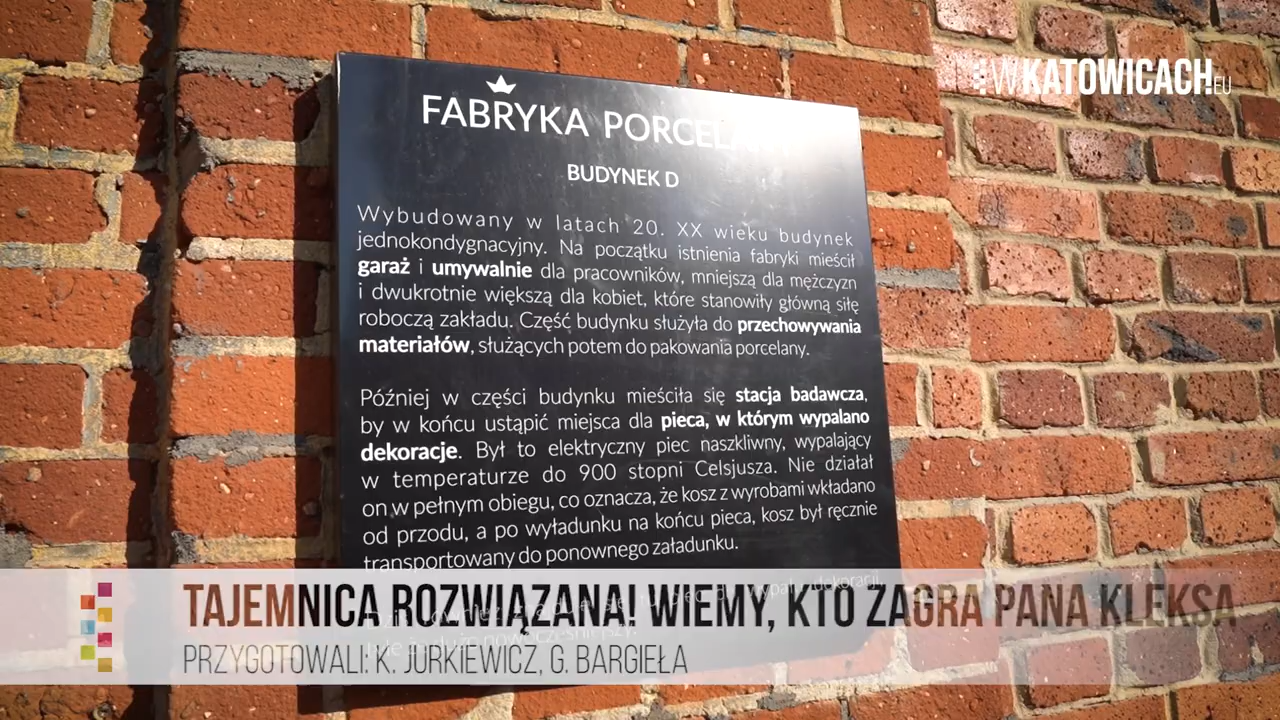 WKATOWICACH.EU
FABRYKA PORCELANY
BUDYNEK D
Wybudowany w latach 20. XX wieku budynek
jednokondygnacyjny. Na początku istnienia fabryki mieścił
garaż i umywalnie dla pracowników, mniejszą dla mężczyzn
i dwukrotnie większą dla kobiet, które stanowiły główną siłę
roboczą zakładu. Część budynku służyła do przechowywania
materiałów, służących potem do pakowania porcelany.
Później w części budynku mieściła się stacja badawcza,
by w końcu ustąpić miejsca dla pieca, w którym wypalano
dekoracje. Był to elektryczny piec naszkliwny, wypalający
w temperaturze do 900 stopni Celsjusza. Nie działał
on w pełnym obiegu, co oznacza, że kosz z wyrobami wkładano
od przodu, a po wyładunku na końcu pieca, kosz był ręcznie
transportowany do ponownego załadunku.
TAJEMNICA ROZWIĄZANA! WIEMY, KTO ZAGRA PANA KLEKSA
PRZYGOTOWALI: K. JURKIEWICZ, G. BARGIEŁA